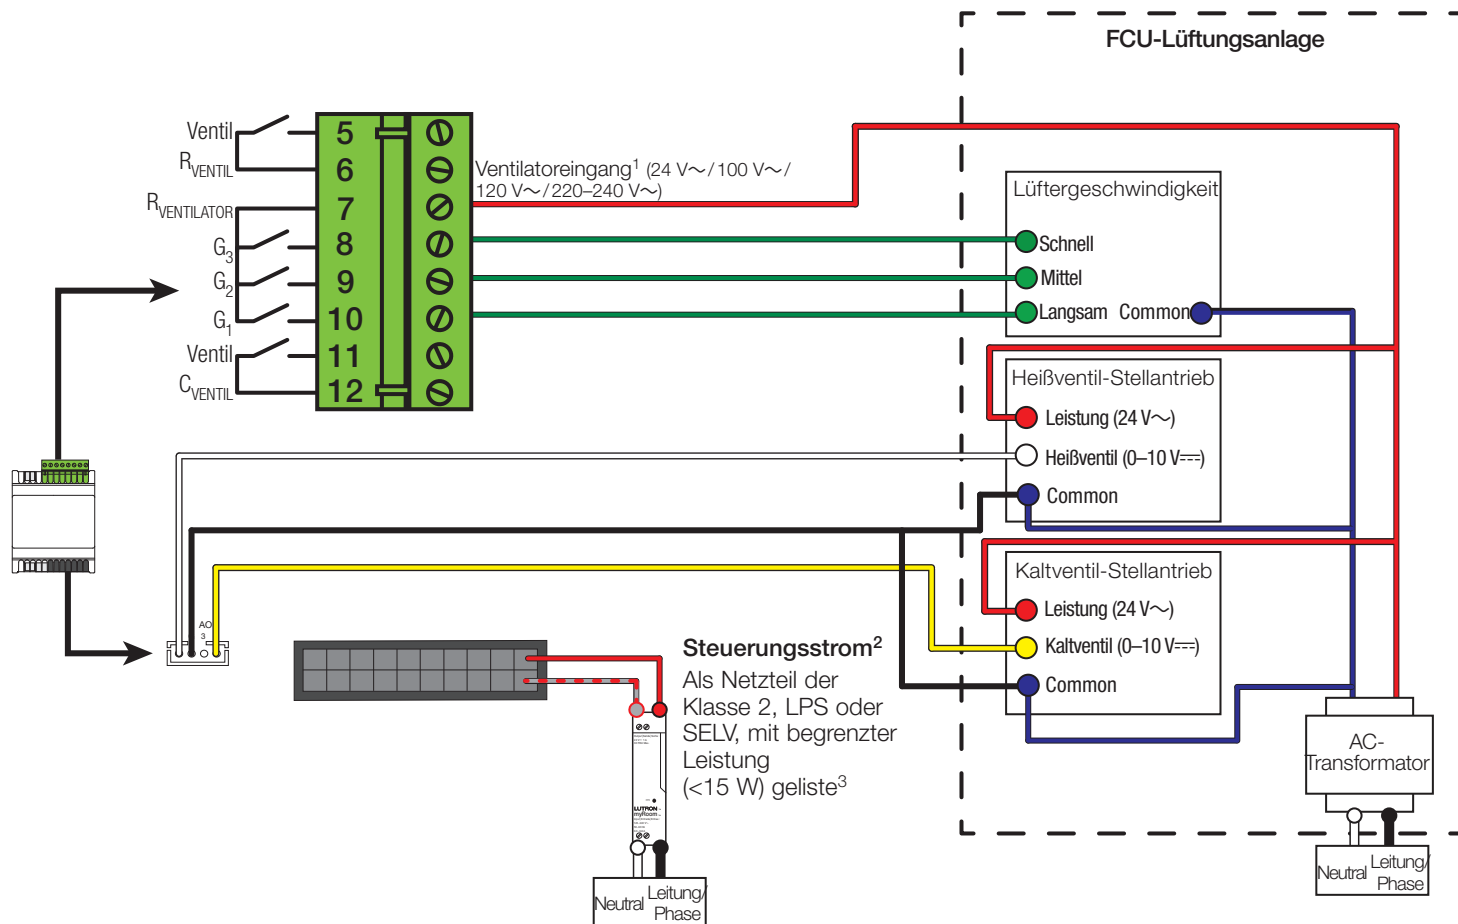 FCU-Lüftungsanlage
Ventil
R VENTIL
R VENTILATOR
G3
G2
G1
Ventil
C VENTIL
5
6
7
8
9
10
11
12
Ventilatoreingang¹ (24 V~/100 V~/
120 V~/220–240 V~)
Lüftergeschwindigkeit
Schnell
Mittel
Langsam Common
Heißventil-Stellantrieb
Leistung (24 V~)
Heißventil (0–10 V⎓)
Common
Kaltventil-Stellantrieb
Leistung (24 V~)
Kaltventil (0–10 V⎓)
Common
AO
3
Steuerungsstrom²
Als Netzteil der
Klasse 2, LPS oder
SELV, mit begrenzter
Leistung
(<15 W) geliste³
LUTRON
myRoom
Neutral
Leitung/
Phase
AC-
Transformator
Neutral
Leitung/
Phase